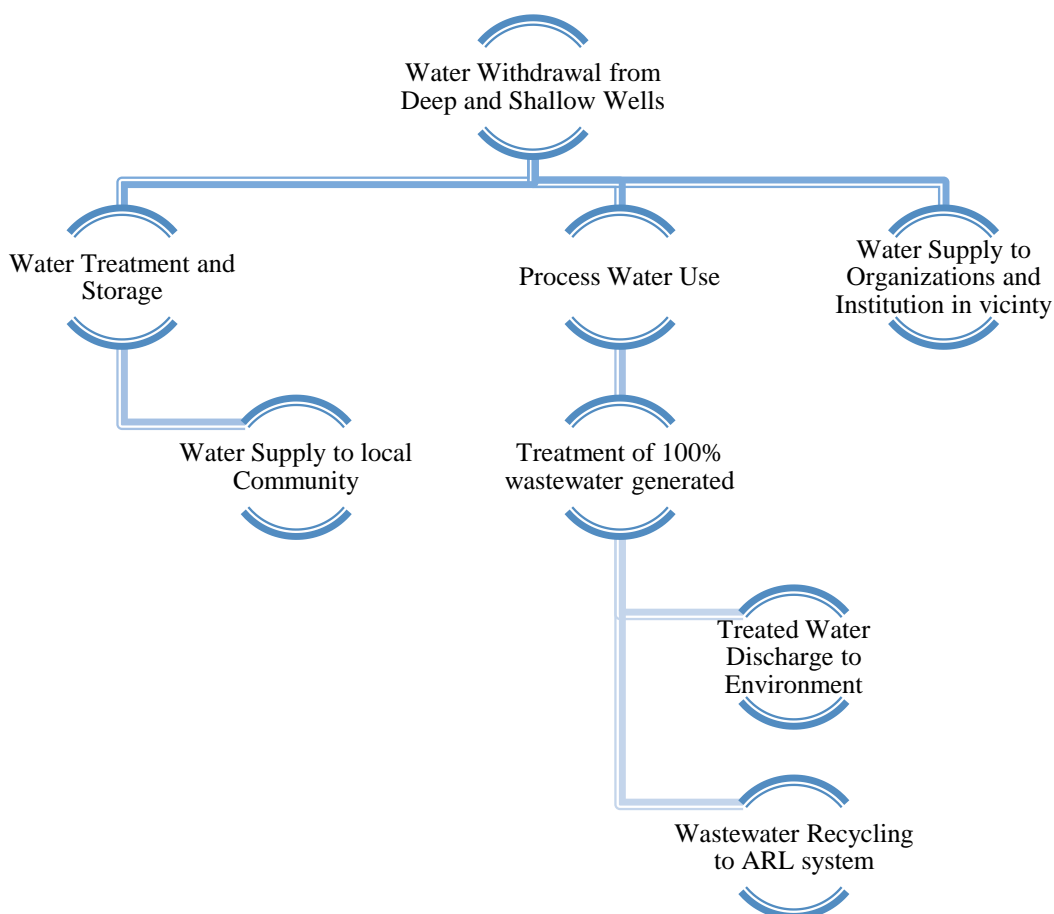 Water Withdrawal from
Deep and Shallow Wells
Water Treatment and
Storage
Process Water Use
Water Supply to
Organizations and
Institution in vicinty
Water Supply to local
Community
Treatment of 100%
wastewater generated
Treated Water
Discharge to
Environment
Wastewater Recycling
to ARL system